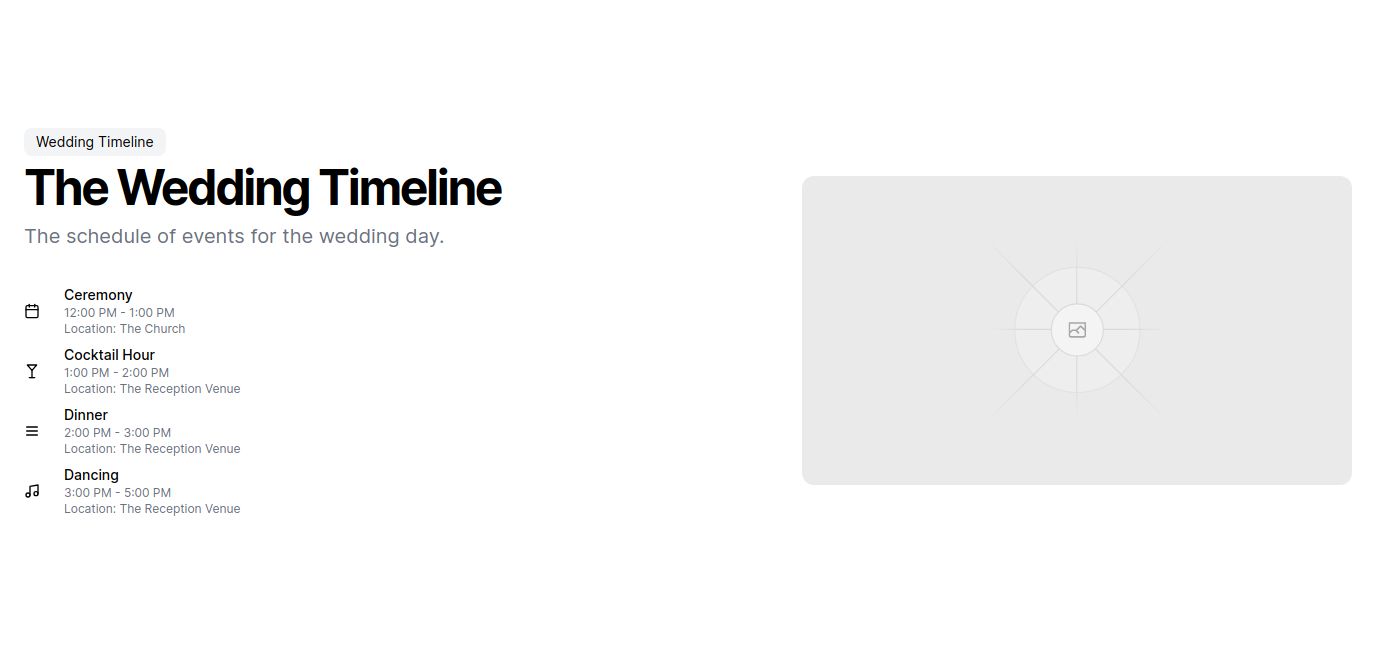 Wedding Timeline
The Wedding Timeline
The schedule of events for the wedding day.
Ceremony
12:00 PM - 1:00 PM
Location: The Church
Cocktail Hour
1:00 PM - 2:00 PM
Location: The Reception Venue
Dinner
2:00 PM - 3:00 PM
Location: The Reception Venue
Dancing
3:00 PM - 5:00 PM
Location: The Reception Venue